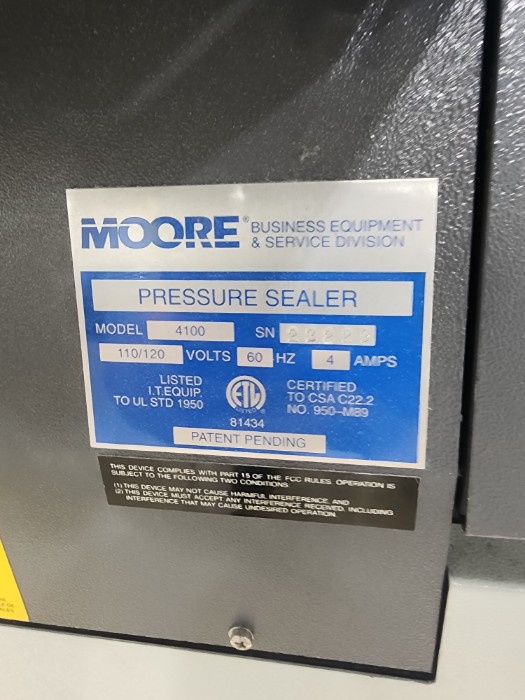 MOORE® BUSINESS EQUIPMENT
& SERVICE DIVISION
PRESSURE SEALER
MODEL 4100 SN
110/120 VOLTS 60 HZ 4 AMPS
LISTED
I.T.EQUIP.
TO UL STD 1950
ETL
LISTED
81434
CERTIFIED
TO CSA C22.2
NO. 950-M89
PATENT PENDING
THIS DEVICE COMPLIES WITH PART 15 OF THE FCC RULES. OPERATION IS
SUBJECT TO THE FOLLOWING TWO CONDITIONS
(1) THIS DEVICE MAY NOT CAUSE HARMFUL INTERFERENCE, AND
(2) THIS DEVICE MUST ACCEPT ANY INTERFERENCE RECEIVED, INCLUDING
INTERFERENCE THAT MAY CAUSE UNDESIRED OPERATION.